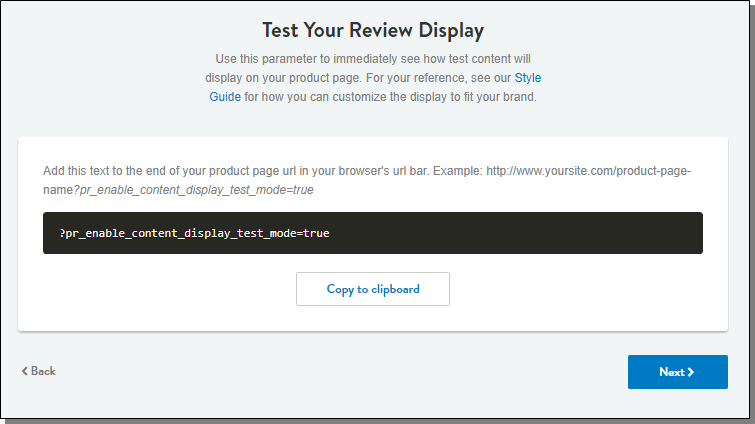 Test Your Review Display
Use this parameter to immediately see how test content will
display on your product page. For your reference, see our Style
Guide for how you can customize the display to fit your brand.
Add this text to the end of your product page url in your browser's url bar. Example: http://www.yoursite.com/product-page-
name?pr_enable_content_display_test_mode=true
?pr_enable_content_display_test_mode=true
Copy to clipboard
Back
Next